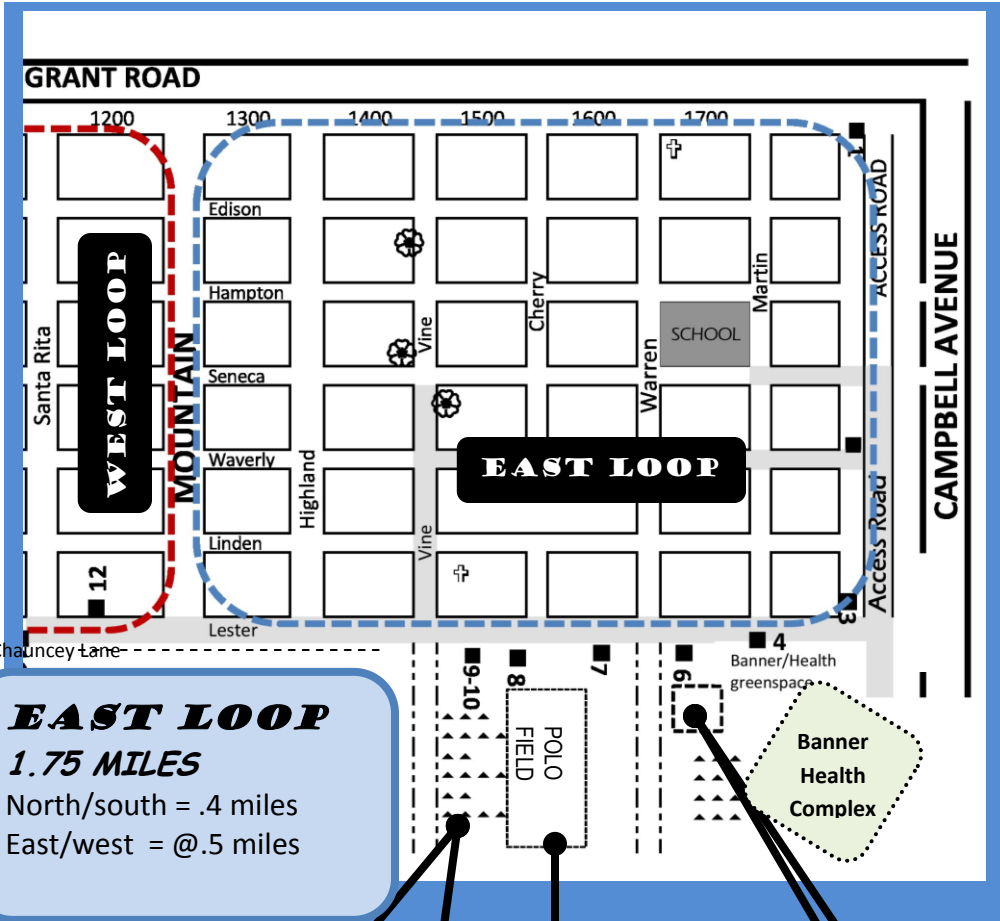 GRANT ROAD
1200 1300 1400 1500 1600 1700
1
ACCESS ROAD
Edison
Hampton
Martin
Cherry
Vine
SCHOOL
Santa Rita
WEST LOOP
MOUNTAIN
CAMPBELL AVENUE
Seneca
Warren
Waverly
EAST LOOP
Highland
Linden
Vine
Access Road
12
3
Lester
Chauncey Lane
4
Banner/Health
greenspace
9-10
8
7
6
POLO
FIELD
Banner
Health
Complex
EAST LOOP
1.75 MILES
North/south = .4 miles
East/west = @.5 miles